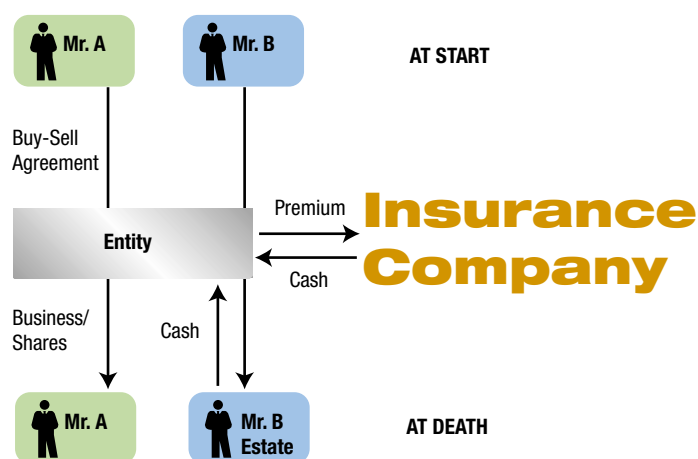 Mr. A
Mr. B
AT START
Buy-Sell
Agreement
Premium
Insurance
Company
Entity
Cash
Business/
Shares
Cash
Mr. A
Mr. B
Estate
AT DEATH